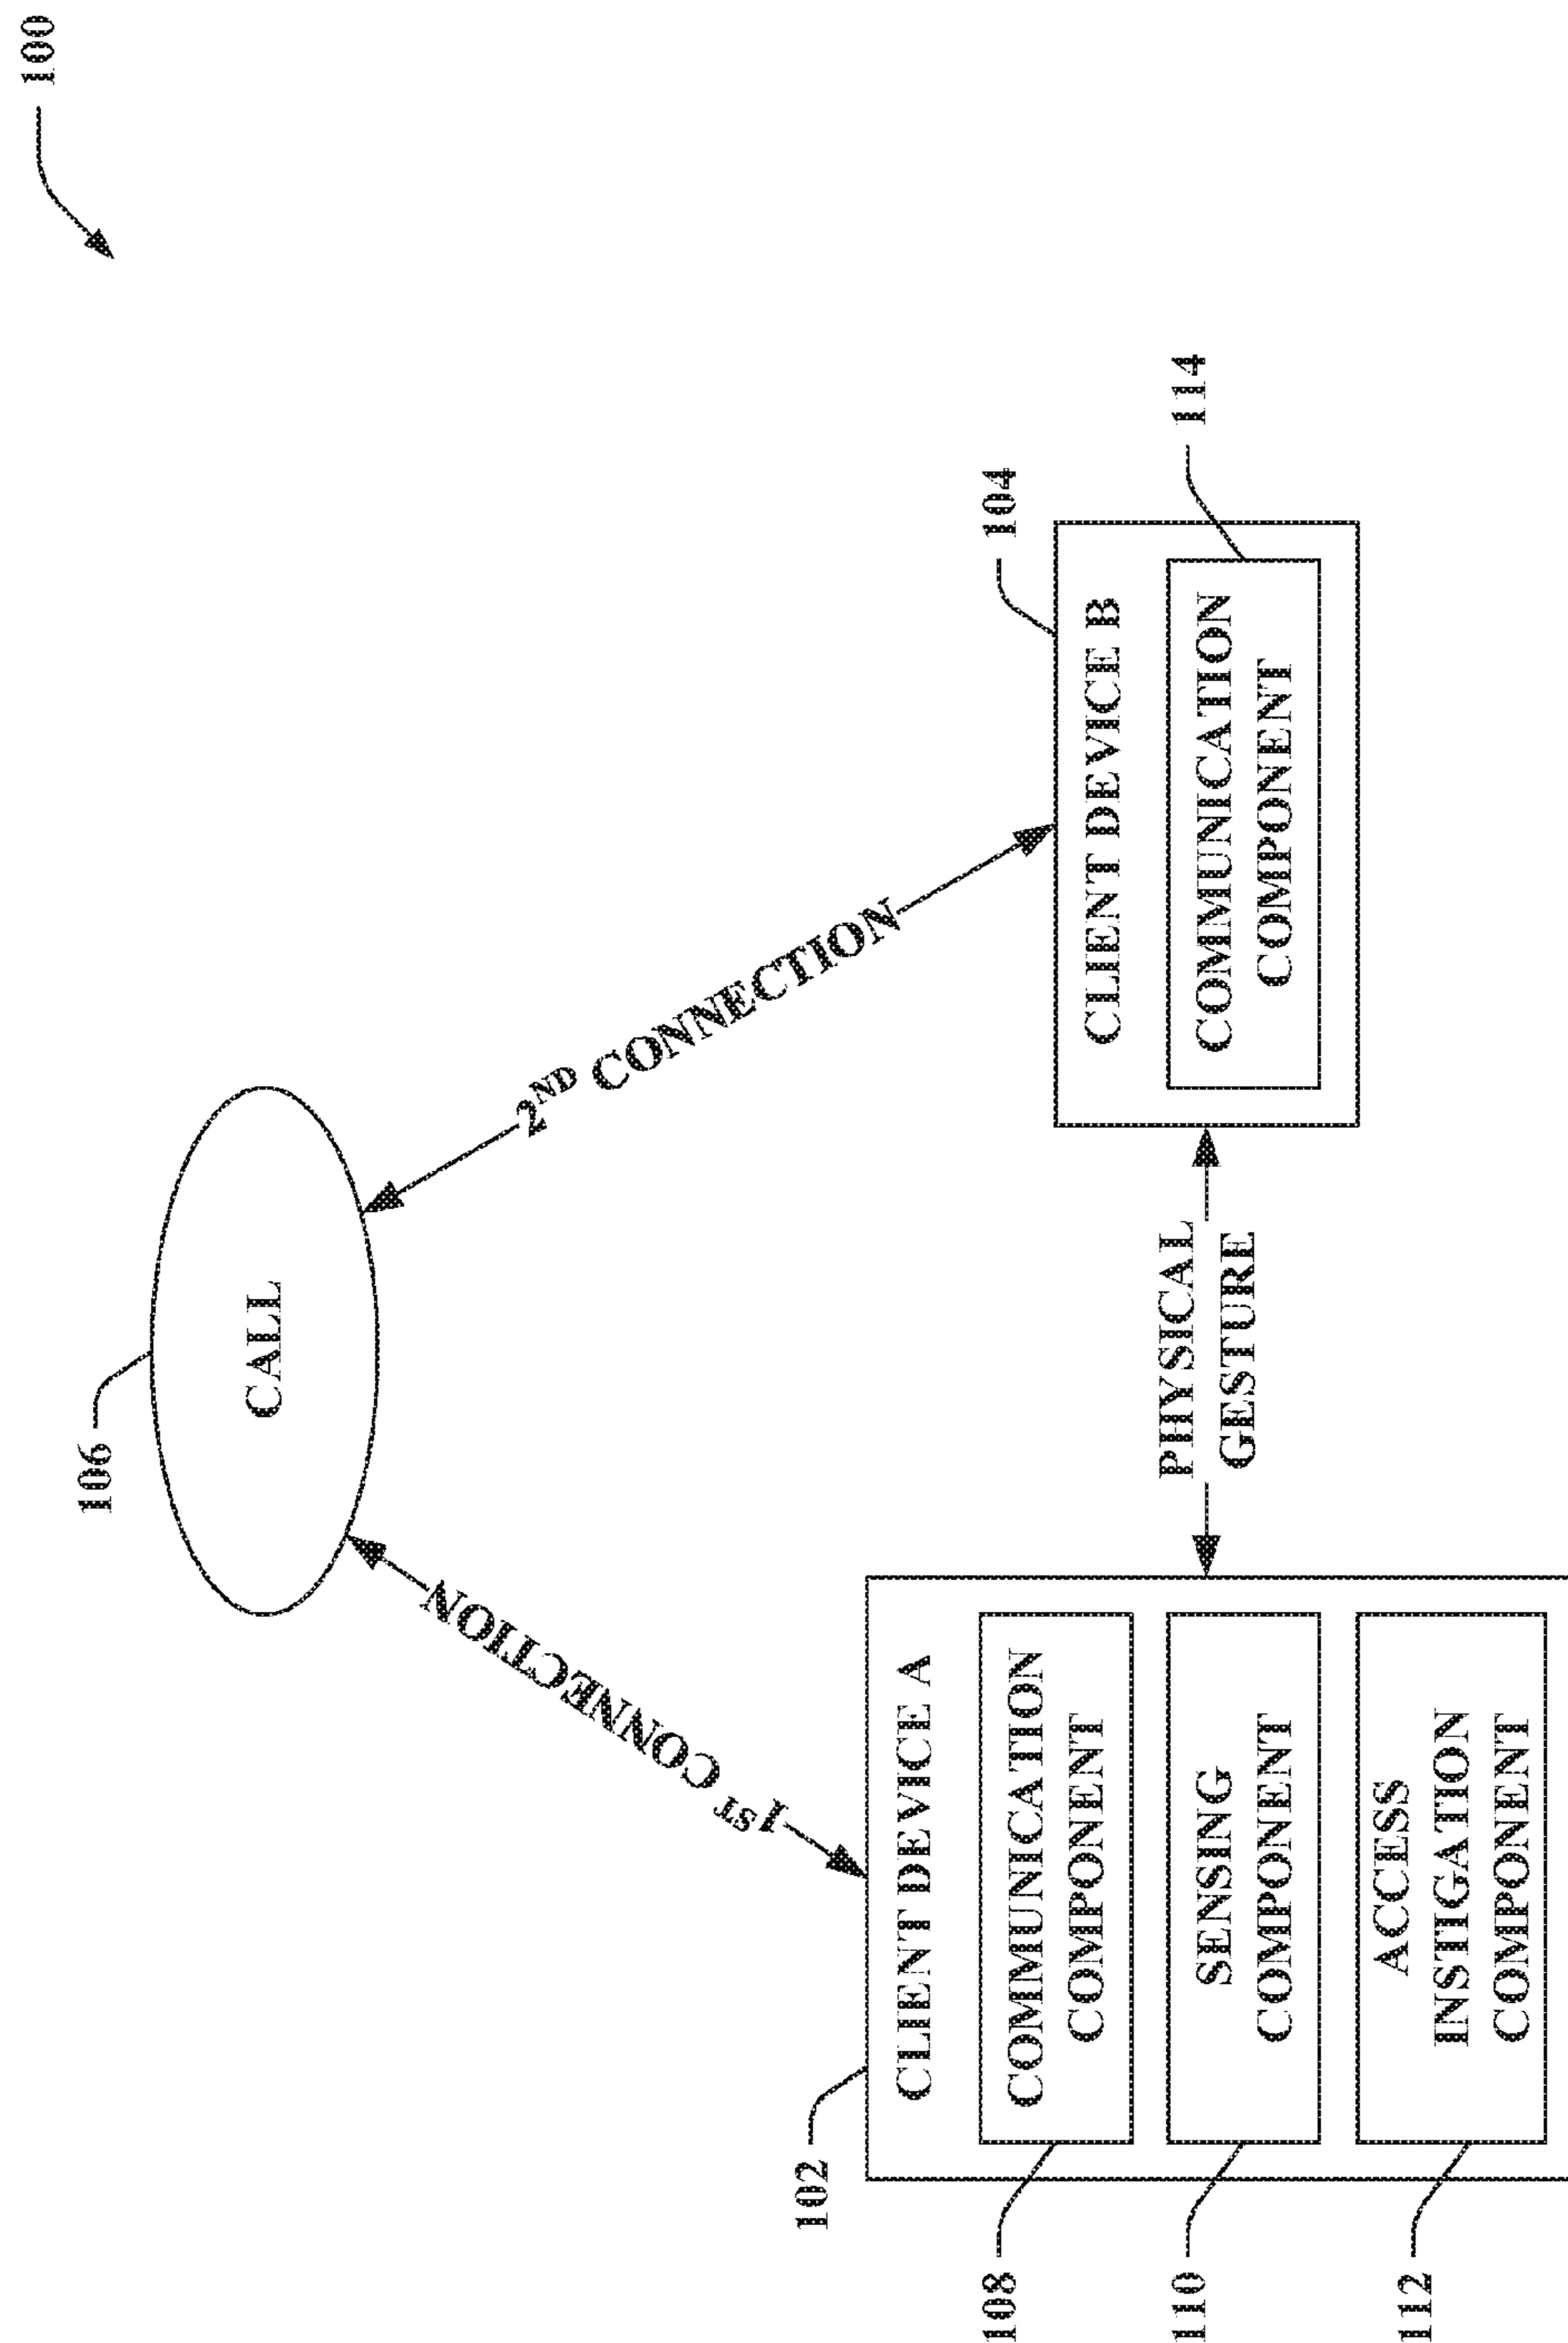 100
106
CALL
1ST CONNECTION
2ND CONNECTION
102
CLIENT DEVICE A
108
COMMUNICATION
COMPONENT
110
SENSING
COMPONENT
112
ACCESS
INSTIGATION
COMPONENT
PHYSICAL
GESTURE
104
CLIENT DEVICE B
114
COMMUNICATION
COMPONENT